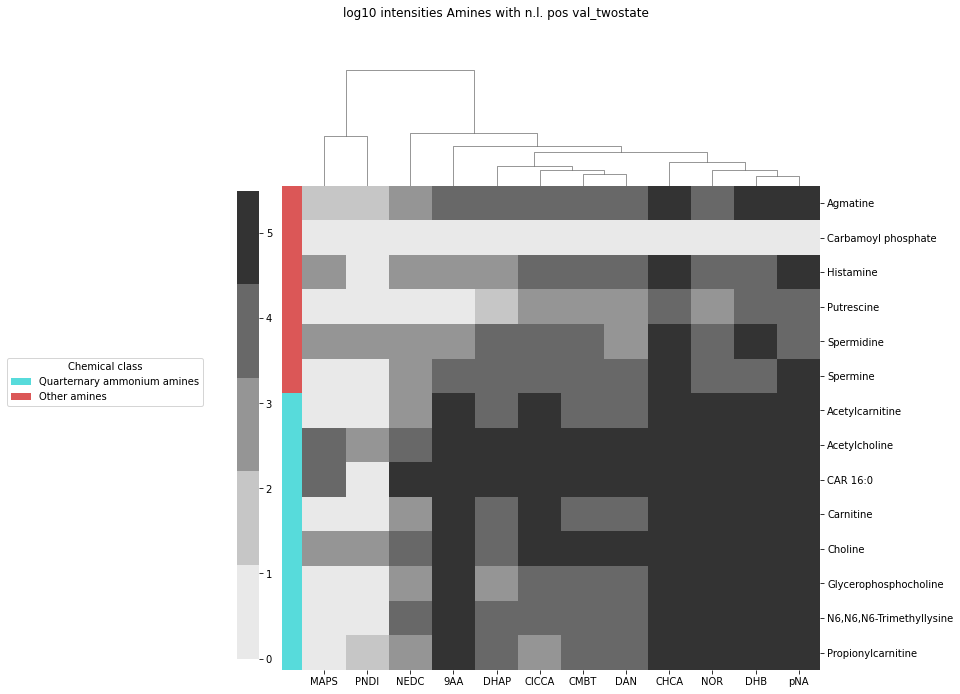 log10 intensities Amines with n.l. pos val_twostate
Agmatine
5
Carbamoyl phosphate
Histamine
Putrescine
4
Spermidine
Chemical class
Spermine
Quarternary ammonium amines
Other amines
3
Acetylcarnitine
Acetylcholine
CAR 16:0
2
Carnitine
Choline
1
Glycerophosphocholine
N6,N6,N6-Trimethyllysine
Propionylcarnitine
0
MAPS PNDI NEDC 9AA DHAP ClCCA CMBT DAN CHCA NOR DHB pNA